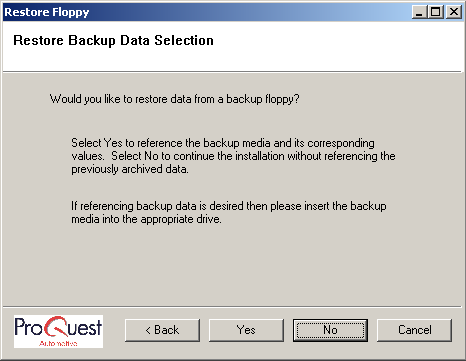 Restore Floppy
Restore Backup Data Selection
Would you like to restore data from a backup floppy?
Select Yes to reference the backup media and its corresponding
values. Select No to continue the installation without referencing the
previously archived data.
If referencing backup data is desired then please insert the backup
media into the appropriate drive.
ProQuest
Automotive
< Back
Yes
No
Cancel